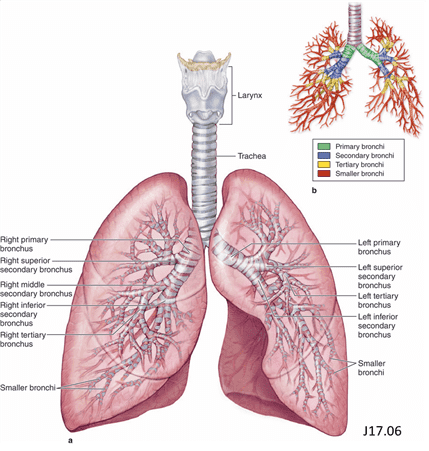 Larynx
Trachea
Primary bronchi
Secondary bronchi
Tertiary bronchi
Smaller bronchi
b
Right primary
bronchus
Right superior
secondary bronchus
Right middle
secondary bronchus
Right inferior
secondary
bronchus
Right tertiary
bronchus
Smaller bronchi
Left primary
bronchus
Left superior
secondary
bronchus
Left tertiary
bronchus
Left inferior
secondary
bronchus
Smaller
bronchi
a
J17.06